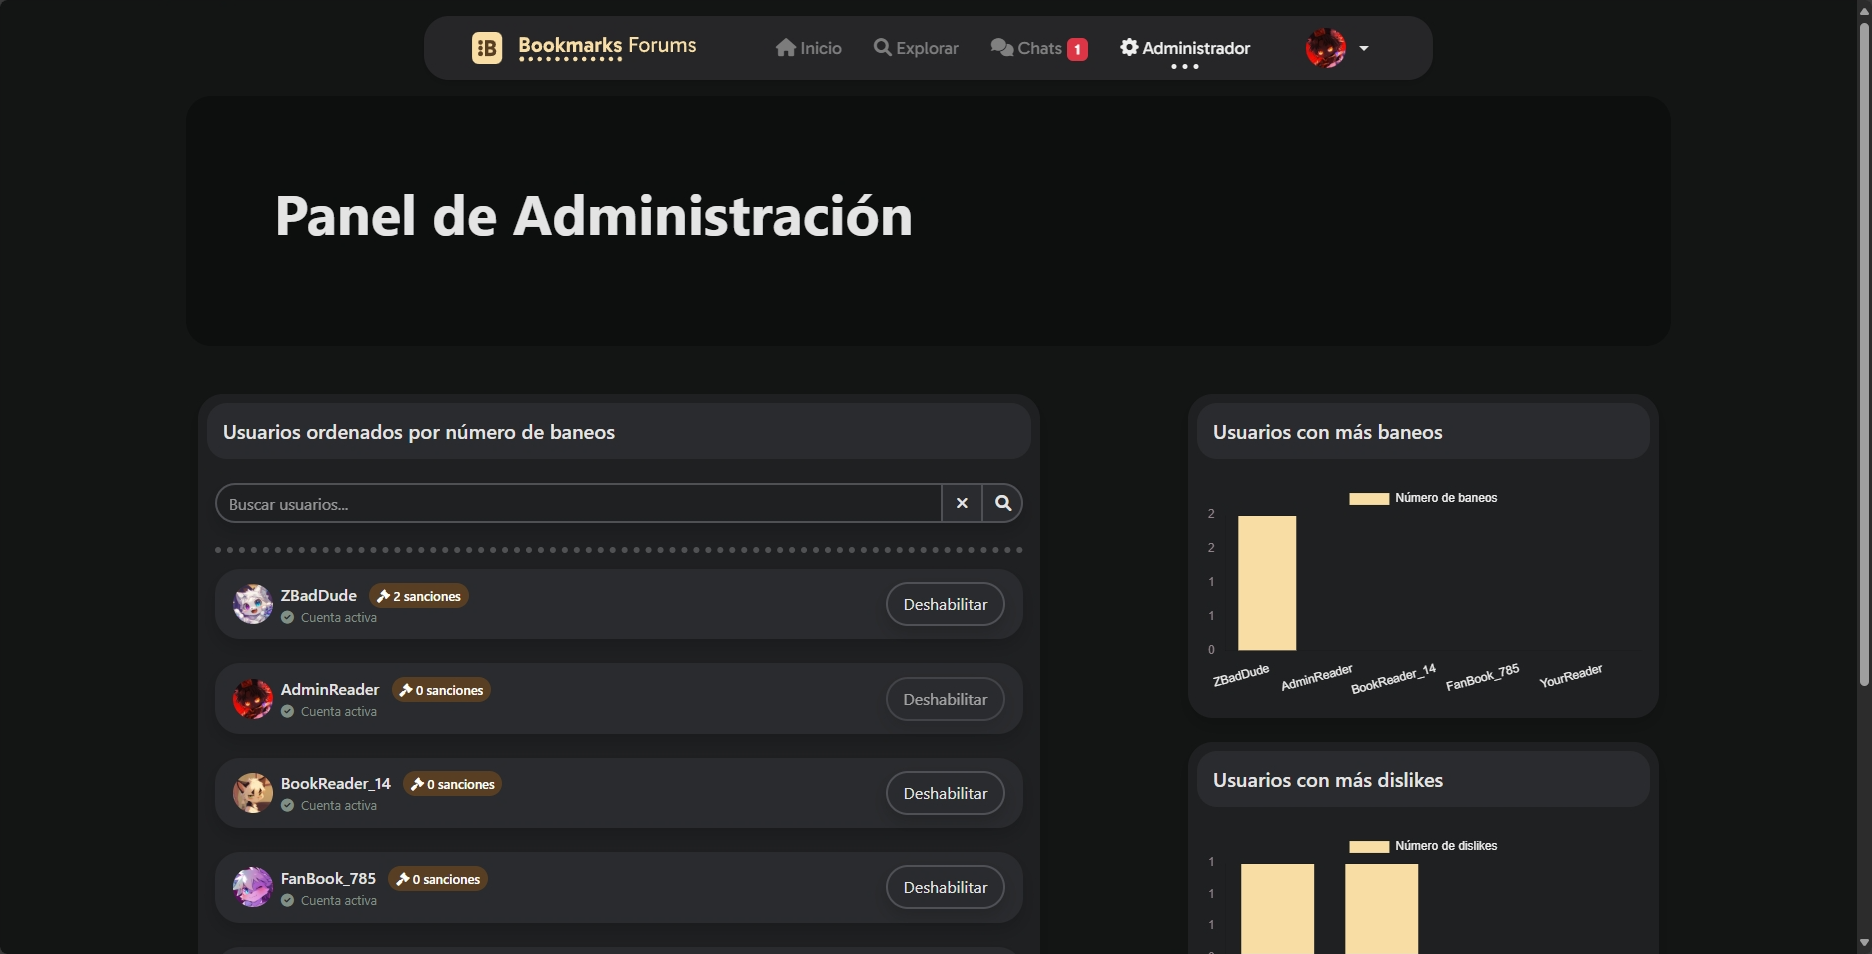 B Bookmarks Forums
Inicio
Explorar
Chats 1
Administrador
Panel de Administración
Usuarios ordenados por número de baneos
Buscar usuarios...
ZBadDude 2 sanciones
Cuenta activa
Deshabilitar
AdminReader 0 sanciones
Cuenta activa
Deshabilitar
BookReader_14 0 sanciones
Cuenta activa
Deshabilitar
FanBook_785 0 sanciones
Cuenta activa
Deshabilitar
Usuarios con más baneos
Número de baneos
2
2
1
1
0
ZBadDude AdminReader BookReader_14 FanBook_785 YourReader
Usuarios con más dislikes
Número de dislikes
1
1
1